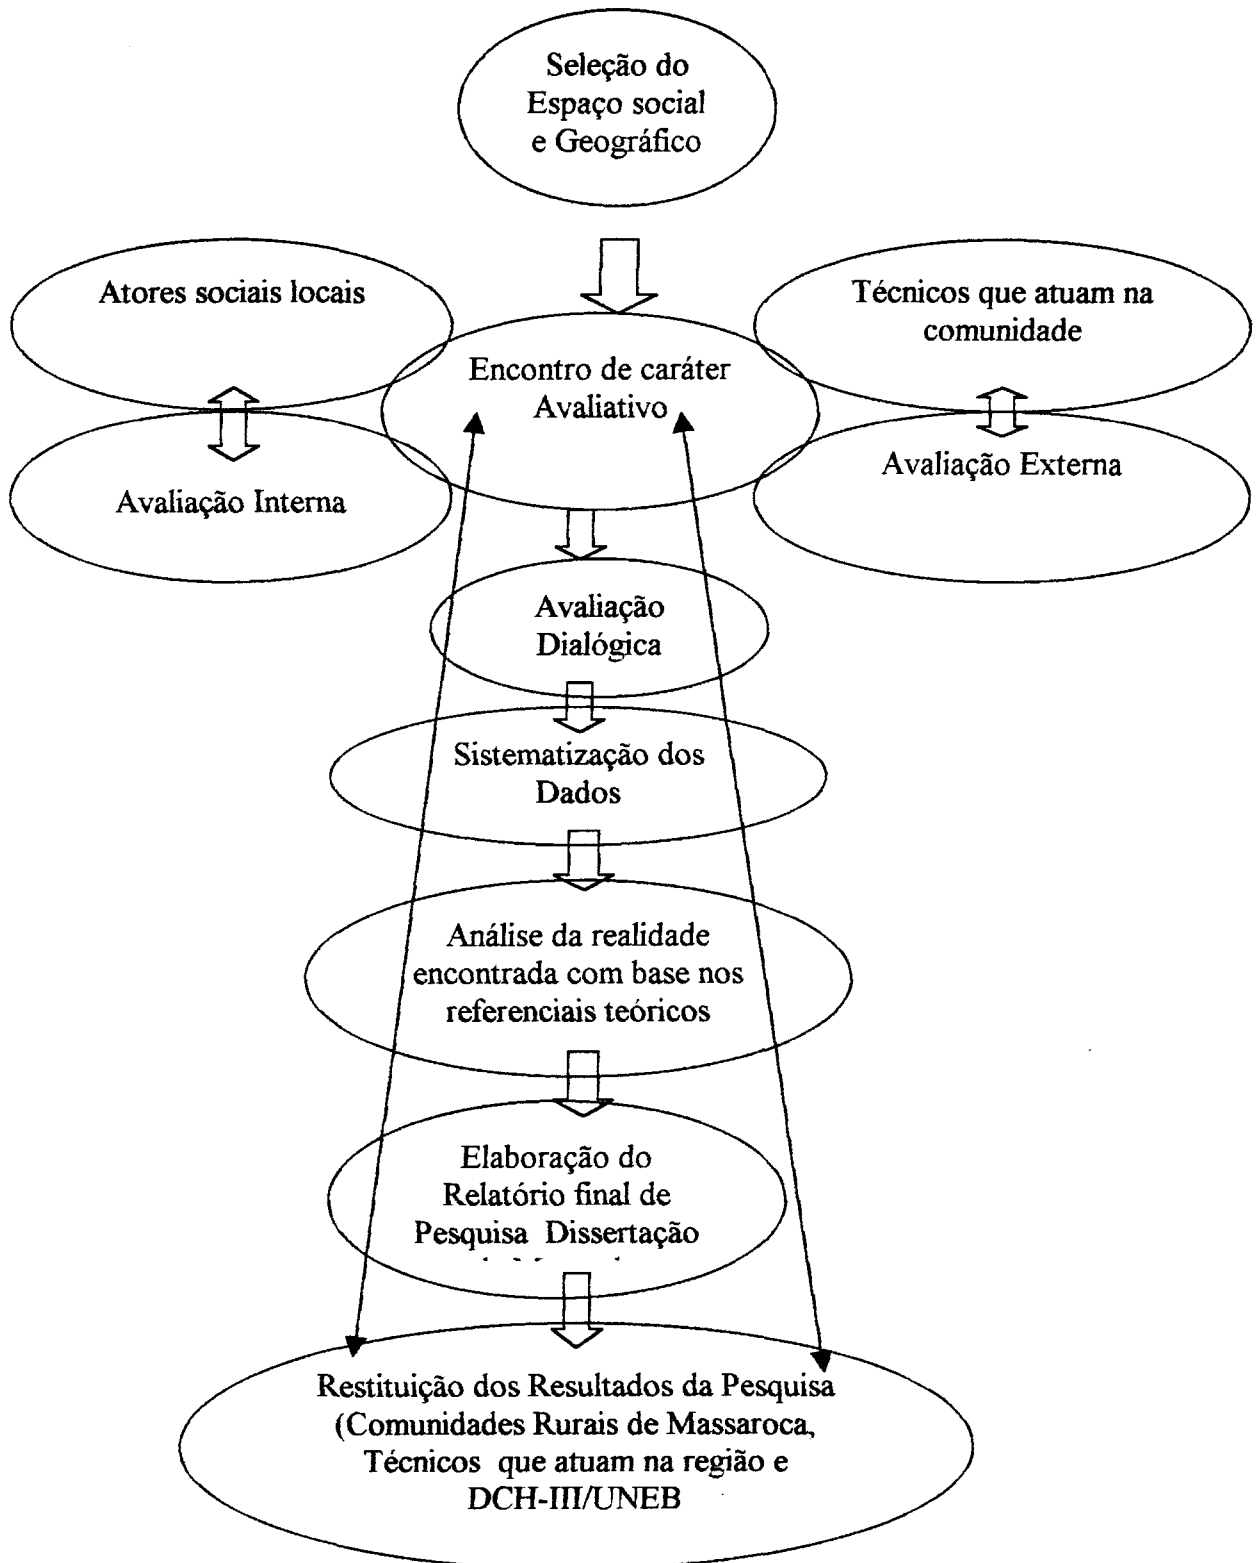 Seleção do
Espaço social
e Geográfico
Atores sociais locais
Técnicos que atuam na
comunidade
Encontro de caráter
Avaliativo
Avaliação Interna
Avaliação Externa
Avaliação
Dialógica
Sistematização dos
Dados
Análise da realidade
encontrada com base nos
referenciais teóricos
Elaboração do
Relatório final de
Pesquisa Dissertação
Restituição dos Resultados da Pesquisa
(Comunidades Rurais de Massaroca,
Técnicos que atuam na região e
DCH-III/UNEB